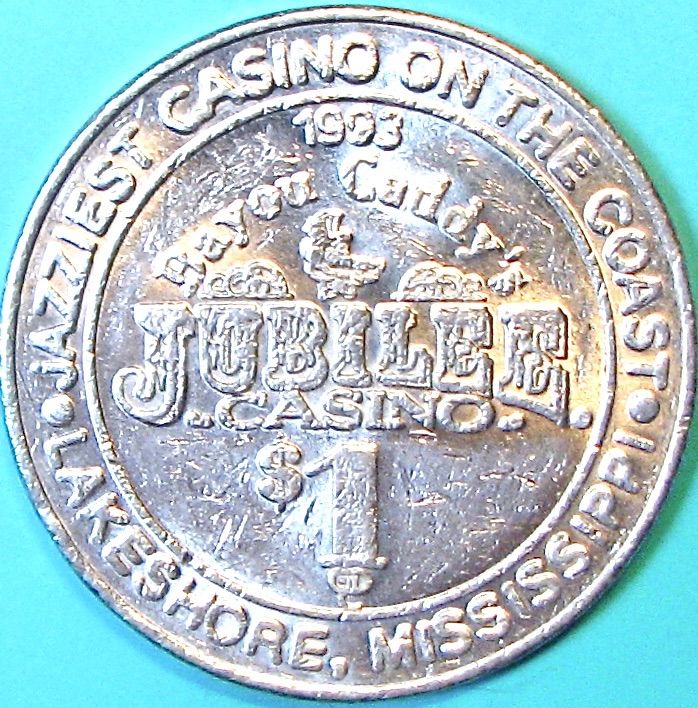 JAZZIEST CASINO ON THE COAST
1993
Bayou Caddy's
JUBILEE
CASINO
$1
LAKESHORE, MISSISSIPPI